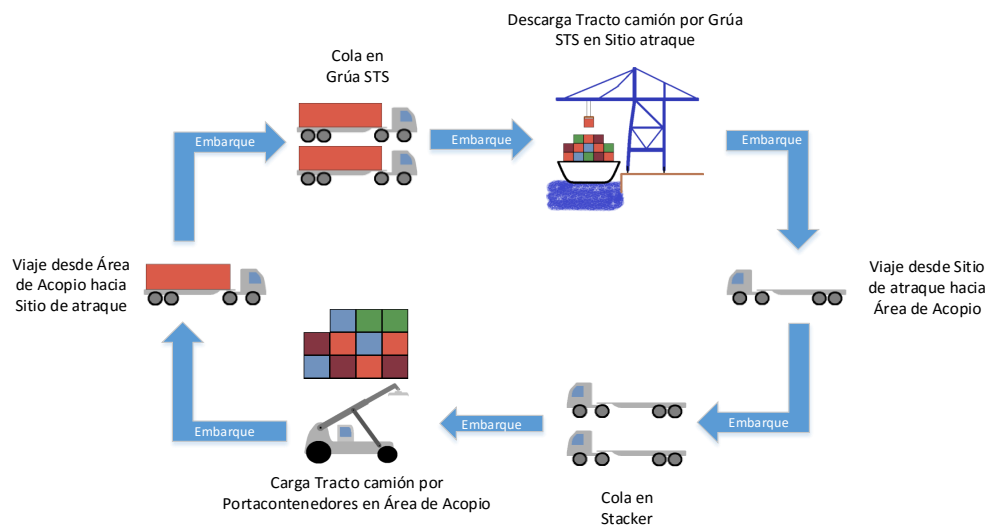 Descarga Tracto camión por Grúa
STS en Sitio atraque
Cola en
Grúa STS
Embarque
Embarque
Embarque
Viaje desde Área
de Acopio hacia
Sitio de atraque
Viaje desde Sitio
de atraque hacia
Área de Acopio
Embarque
Embarque
Embarque
Carga Tracto camión por
Portacontenedores en Área de Acopio
Cola en
Stacker